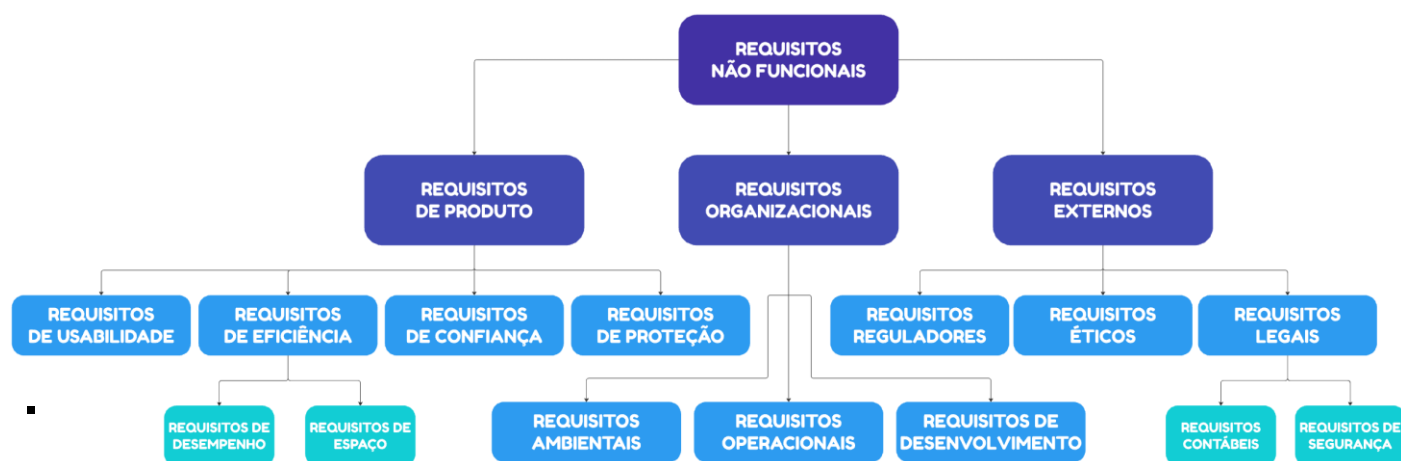 REQUISITOS
NÃO FUNCIONAIS
REQUISITOS
DE PRODUTO
REQUISITOS
ORGANIZACIONAIS
REQUISITOS
EXTERNOS
REQUISITOS
DE USABILIDADE
REQUISITOS
DE EFICIÊNCIA
REQUISITOS
DE CONFIANÇA
REQUISITOS
DE PROTEÇÃO
REQUISITOS
REGULADORES
REQUISITOS
ÉTICOS
REQUISITOS
LEGAIS
REQUISITOS DE
DESEMPENHO
REQUISITOS DE
ESPAÇO
REQUISITOS
AMBIENTAIS
REQUISITOS
OPERACIONAIS
REQUISITOS DE
DESENVOLVIMENTO
REQUISITOS
CONTÁBEIS
REQUISITOS DE
SEGURANÇA